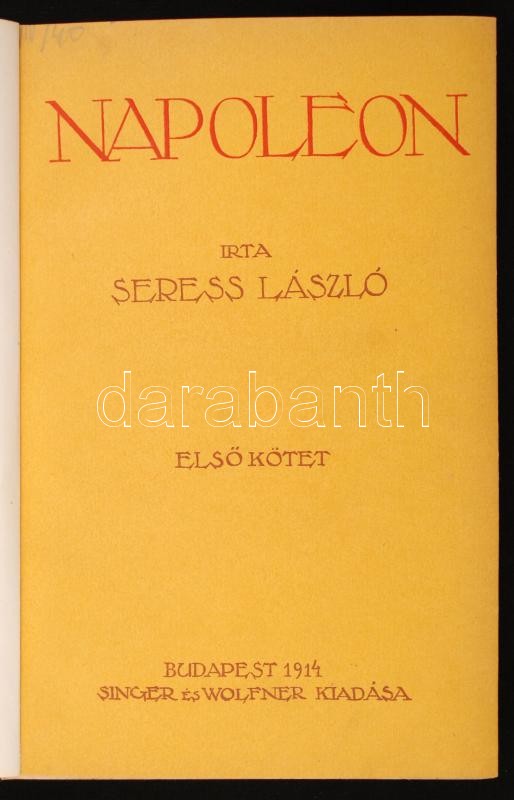 NAPOLEON
IRTA
SERESS LÁSZLÓ
darabanth
ELSŐ KÖTET
BUDAPEST 1914
SINGER ÉS WOLFNER KIADÁSA